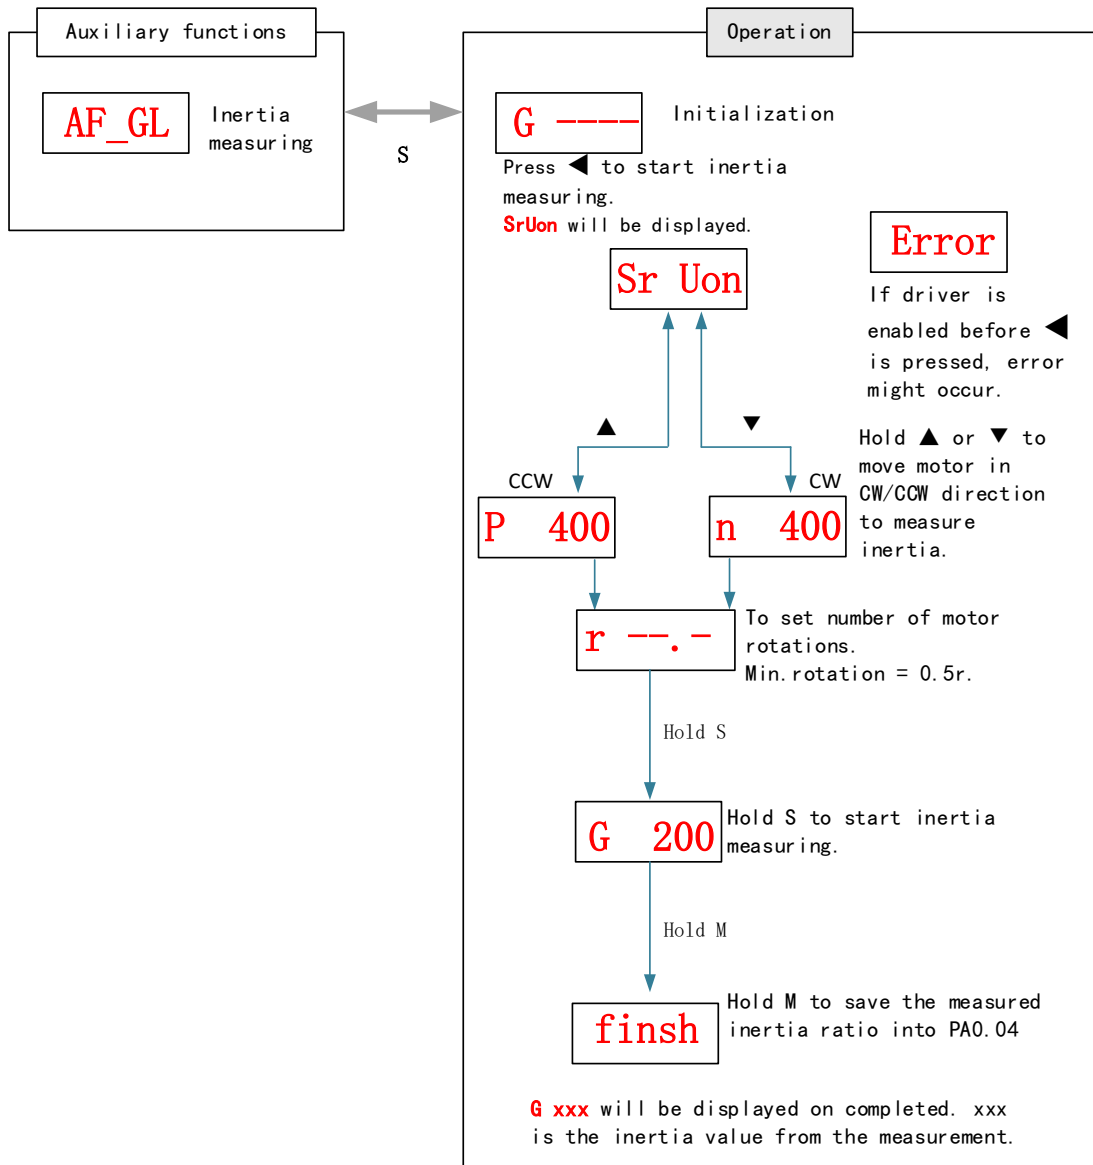 Auxiliary functions
AF_GL
Inertia
measuring
S
Operation
G ----
Initialization
Press ◀ to start inertia
measuring.
SrUon will be displayed.
Sr Uon
Error
If driver is
enabled before ◀
is pressed, error
might occur.
▲
▼
Hold ▲ or ▼ to
move motor in
CW/CCW direction
to measure
inertia.
CCW
CW
P 400
n 400
r --.-
To set number of motor
rotations.
Min.rotation = 0.5r.
Hold S
G 200
Hold S to start inertia
measuring.
Hold M
finsh
Hold M to save the measured
inertia ratio into PA0.04
G xxx will be displayed on completed. xxx
is the inertia value from the measurement.